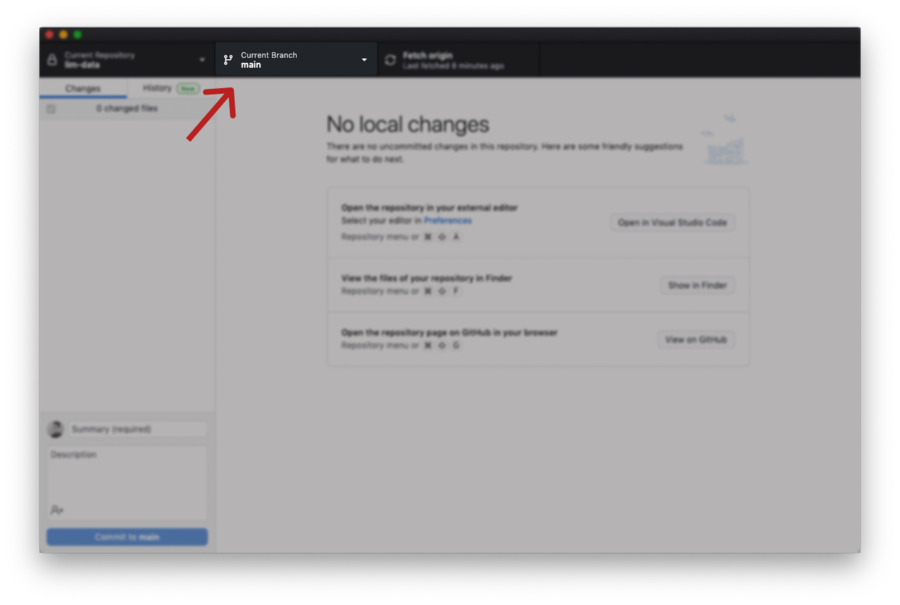 Current Repository
llm-data
Current Branch
main
Fetch origin
Last fetched 8 minutes ago
Changes
History New
0 changed files
No local changes
There are no uncommitted changes in this repository. Here are some friendly suggestions
for what to do next.
Open the repository in your external editor
Select your editor in Preferences
Repository menu or ⌘ ⇧ A
Open in Visual Studio Code
View the files of your repository in Finder
Repository menu or ⌘ ⇧ F
Show in Finder
Open the repository page on GitHub in your browser
Repository menu or ⌘ ⇧ G
View on GitHub
Summary (required)
Description
Commit to main